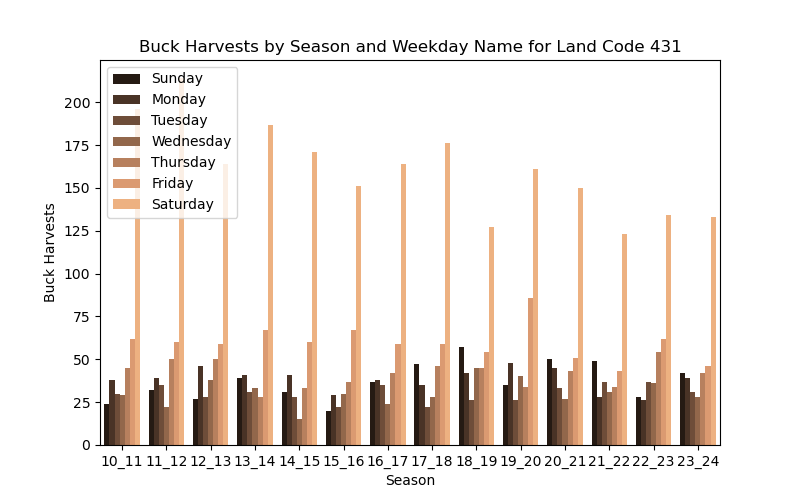 Buck Harvests by Season and Weekday Name for Land Code 431
Sunday
Monday
Tuesday
Wednesday
Thursday
Friday
Saturday
Buck Harvests
200
175
150
125
100
75
50
25
0
10_11 11_12 12_13 13_14 14_15 15_16 16_17 17_18 18_19 19_20 20_21 21_22 22_23 23_24
Season